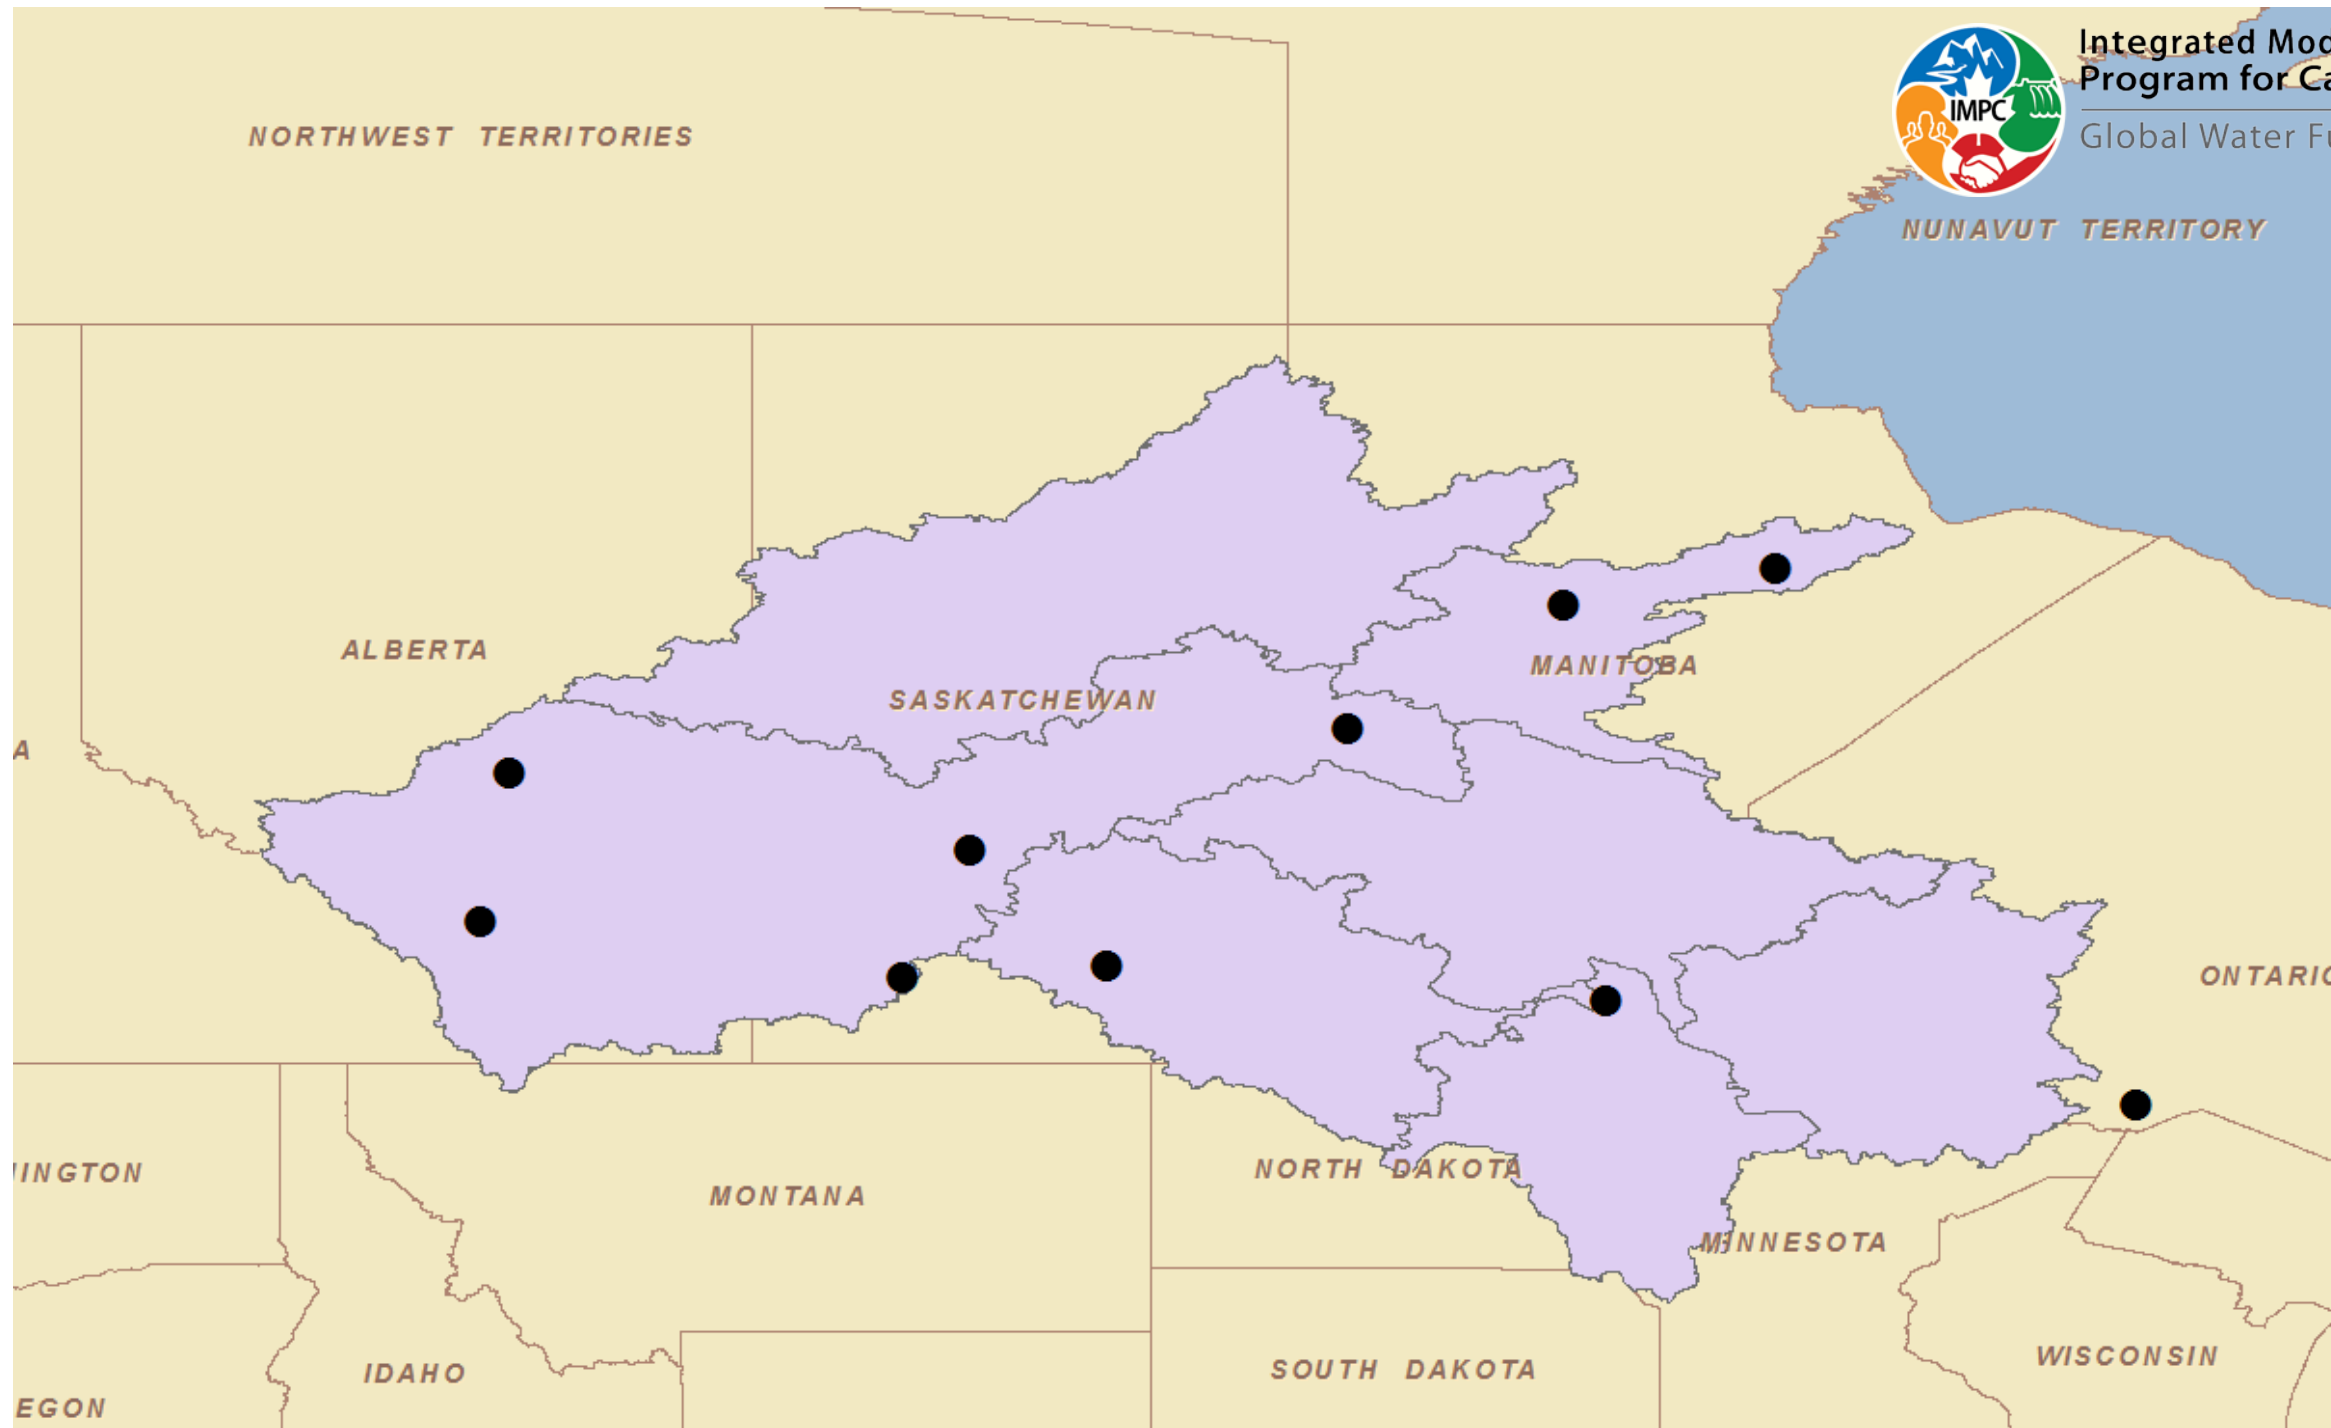 Integrated Mod
Program for Ca
IMPC
Global Water Fu
NORTHWEST TERRITORIES
NUNAVUT TERRITORY
ALBERTA
MANITOBA
SASKATCHEWAN
A
ONTARIO
NORTH DAKOTA
INGTON
MONTANA
MINNESOTA
WISCONSIN
IDAHO
SOUTH DAKOTA
EGON